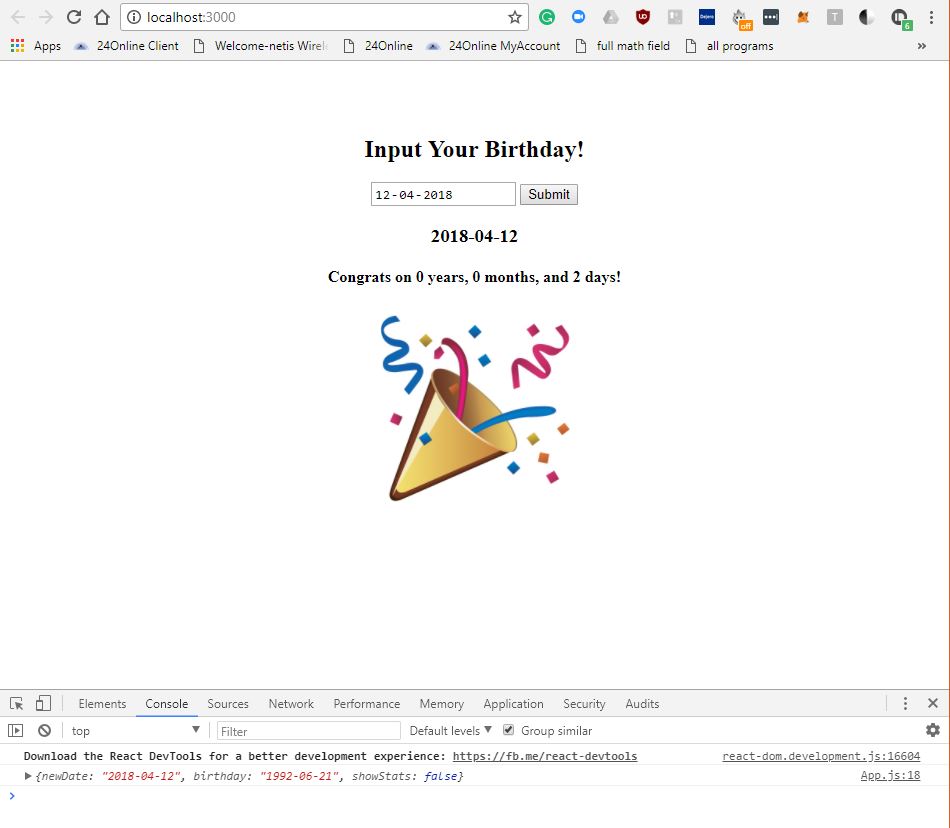 localhost:3000
UD
Dejero
off
T
6
Apps 24Online Client Welcome-netis Wirele 24Online 24Online MyAccount full math field all programs »
Input Your Birthday!
12-04-2018 Submit
2018-04-12
Congrats on 0 years, 0 months, and 2 days!
Elements Console Sources Network Performance Memory Application Security Audits
top Filter Default levels Group similar
Download the React DevTools for a better development experience: https://fb.me/react-devtools react-dom.development.js:16604
{newDate: "2018-04-12", birthday: "1992-06-21", showStats: false} App.js:18